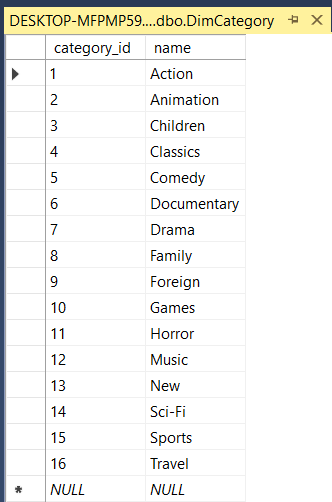 DESKTOP-MFPMP59....dbo.DimCategory
category_id name
1 Action
2 Animation
3 Children
4 Classics
5 Comedy
6 Documentary
7 Drama
8 Family
9 Foreign
10 Games
11 Horror
12 Music
13 New
14 Sci-Fi
15 Sports
16 Travel
NULL NULL